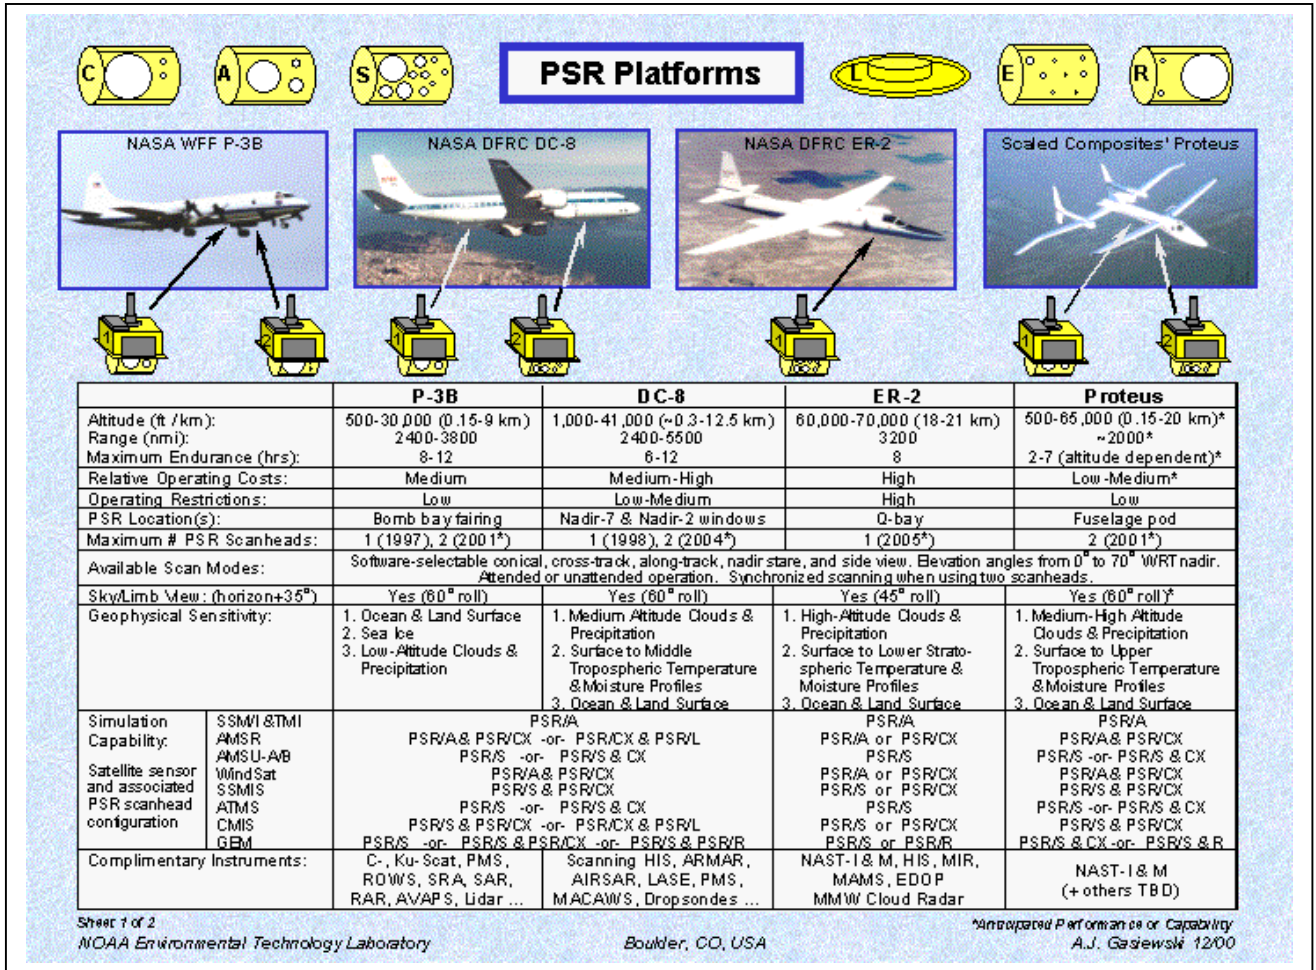 C
A
S
PSR Platforms
L
E
R
NASA WFF P-3B
NASA DFRC DC-8
NASA DFRC ER-2
Scaled Composites' Proteus
1
2
1
2
1
2
P-3B DC-8 ER-2 Proteus
Altitude (ft /km): 500-30,000 (0.15-9 km) 1,000-41,000 (~0.3-12.5 km) 60,000-70,000 (18-21 km) 500-65,000 (0.15-20 km)*
Range (nmi): 2400-3800 2400-5500 3200 ~2000*
Maximum Endurance (hrs): 8-12 6-12 8 2-7 (altitude dependent)*
Relative Operating Costs: Medium Medium-High High Low-Medium*
Operating Restrictions: Low Low-Medium High Low
PSR Location(s): Bomb bay fairing Nadir-7 & Nadir-2 windows Q-bay Fuselage pod
Maximum # PSR Scanheads: 1 (1997), 2 (2001*) 1 (1998), 2 (2004*) 1 (2005*) 2 (2001*)
Available Scan Modes: Software-selectable conical, cross-track, along-track, nadir stare, and side view. Elevation angles from 0° to 70° WRT nadir.
Attended or unattended operation. Synchronized scanning when using two scanheads.
Sky/Limb View: (horizon+35°) Yes (60° roll) Yes (60° roll) Yes (45° roll) Yes (60° roll)*
Geophysical Sensitivity:
1. Ocean & Land Surface
2. Sea Ice
3. Low-Altitude Clouds &
Precipitation
1. Medium Altitude Clouds &
Precipitation
2. Surface to Middle
Tropospheric Temperature
& Moisture Profiles
3. Ocean & Land Surface
1. High-Altitude Clouds &
Precipitation
2. Surface to Lower Strato-
spheric Temperature &
Moisture Profiles
3. Ocean & Land Surface
1. Medium-High Altitude
Clouds & Precipitation
2. Surface to Upper
Tropospheric Temperature
& Moisture Profiles
3. Ocean & Land Surface
Simulation
Capability:
Satellite sensor
and associated
PSR scanhead
configuration
SSM/I &TMI PSR/A PSR/A PSR/A
AMSR PSR/A & PSR/CX -or- PSR/CX & PSR/L PSR/A or PSR/CX PSR/A & PSR/CX
AMSU-A/B PSR/S -or- PSR/S & CX PSR/S PSR/S -or- PSR/S & CX
WindSat PSR/A & PSR/CX PSR/A or PSR/CX PSR/A & PSR/CX
SSMIS PSR/S & PSR/CX PSR/S or PSR/CX PSR/S & PSR/CX
ATMS PSR/S -or- PSR/S & CX PSR/S PSR/S -or- PSR/S & CX
CMIS PSR/S & PSR/CX -or- PSR/CX & PSR/L PSR/S or PSR/CX PSR/S & PSR/CX
GEM PSR/S -or- PSR/S & PSR/CX -or- PSR/S & PSR/R PSR/S or PSR/R PSR/S & CX -or- PSR/S & R
Complimentary Instruments:
C-, Ku-Scat, PMS,
ROWS, SRA, SAR,
RAR, AVAPS, Lidar ...
Scanning HIS, ARMAR,
AIRSAR, LASE, PMS,
MACAWS, Dropsondes ...
NAST-I & M, HIS, MIR,
MAMS, EDOP
MMW Cloud Radar
NAST-I & M
(+ others TBD)
Sheet 1 of 2 *Anticipated Performance or Capability
NOAA Environmental Technology Laboratory Boulder, CO, USA A.J. Gasiewski 12/00